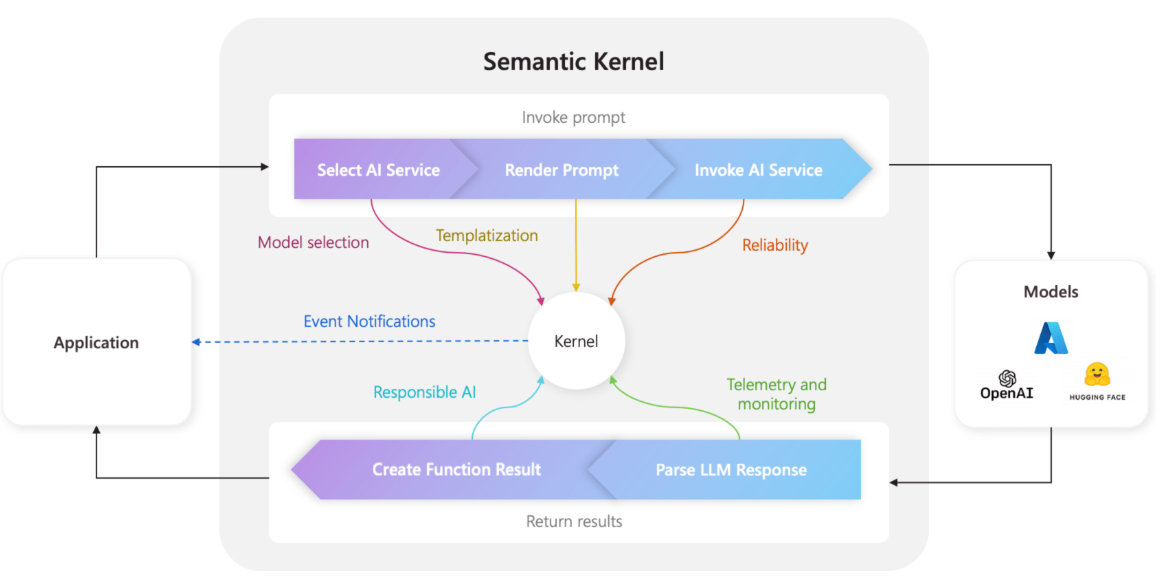 Semantic Kernel
Invoke prompt
Select AI Service
Render Prompt
Invoke AI Service
Model selection
Templatization
Reliability
Application
Event Notifications
Kernel
Models
OpenAI
HUGGING FACE
Responsible AI
Telemetry and
monitoring
Create Function Result
Parse LLM Response
Return results